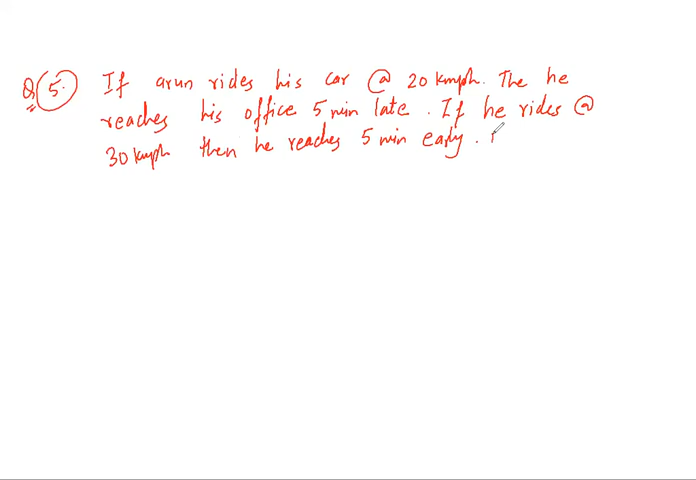 Q 5. If arun rides his car @ 20 kmph. The he
reaches his office 5 min late. If he rides @
30 kmph then he reaches 5 min early.